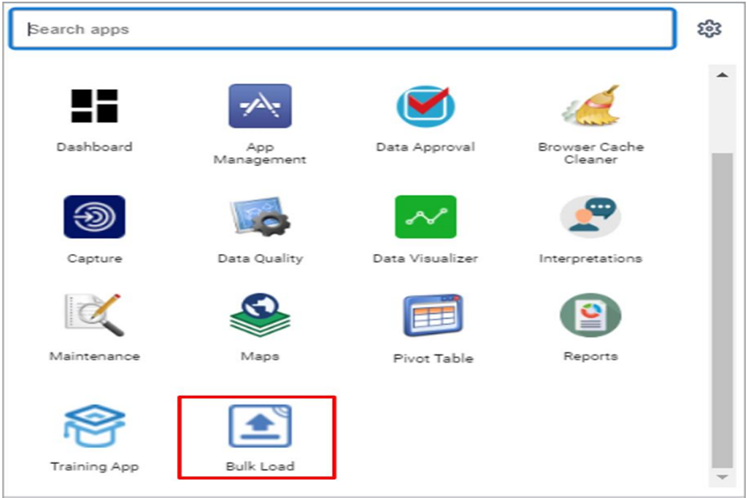 Search apps
Dashboard
App
Management
Data Approval
Browser Cache
Cleaner
Capture
Data Quality
Data Visualizer
Interpretations
Maintenance
Maps
Pivot Table
Reports
Training App
Bulk Load